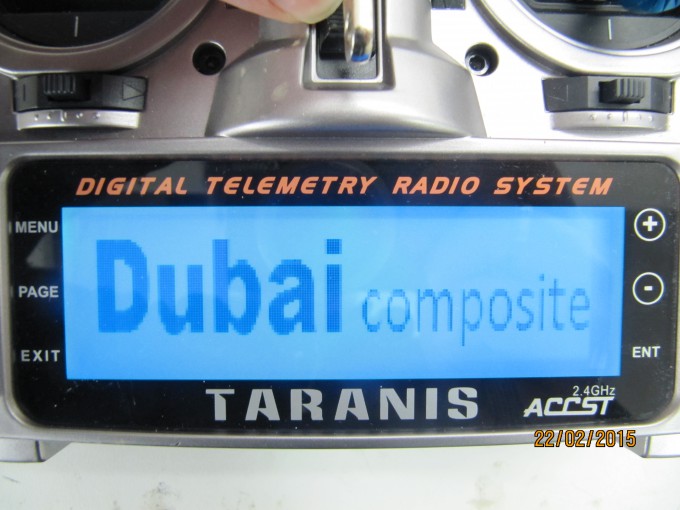 DIGITAL TELEMETRY RADIO SYSTEM
MENU
PAGE
EXIT
Dubai composite
+
-
ENT
TARANIS
2.4GHz
ACCST
22/02/2015